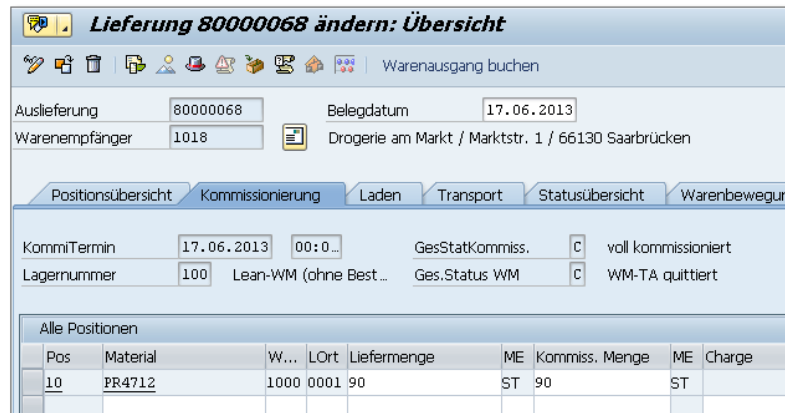 Lieferung 80000068 ändern: Übersicht
Warenausgang buchen
Auslieferung 80000068 Belegdatum 17.06.2013
Warenempfänger 1018 Drogerie am Markt / Marktstr. 1 / 66130 Saarbrücken
Positionsübersicht Kommissionierung Laden Transport Statusübersicht Warenbewegun
KommiTermin 17.06.2013 00:0… GesStatKommiss. C voll kommissioniert
Lagernummer 100 Lean-WM (ohne Best… Ges.Status WM C WM-TA quittiert
Alle Positionen
Pos Material W... LOrt Liefermenge ME Kommiss. Menge ME Charge
10 PR4712 1000 0001 90 ST 90 ST